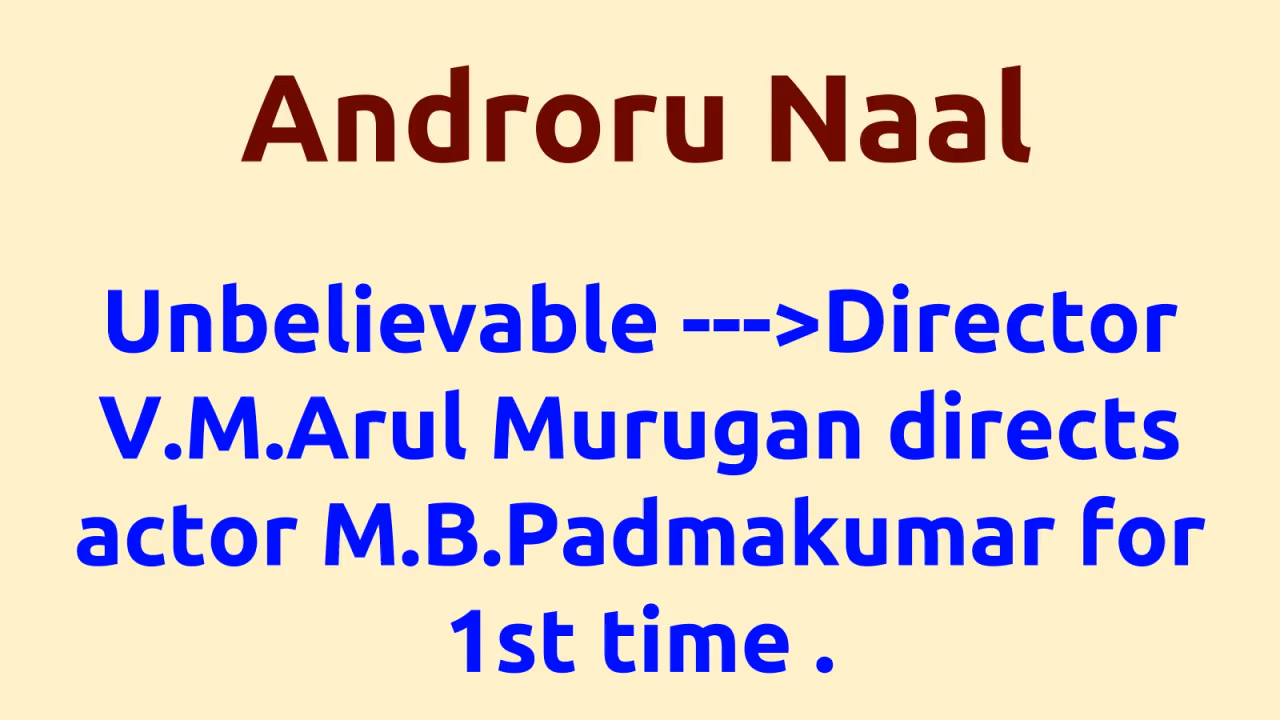 Androru Naal
Unbelievable --->Director
V.M.Arul Murugan directs
actor M.B.Padmakumar for
1st time .